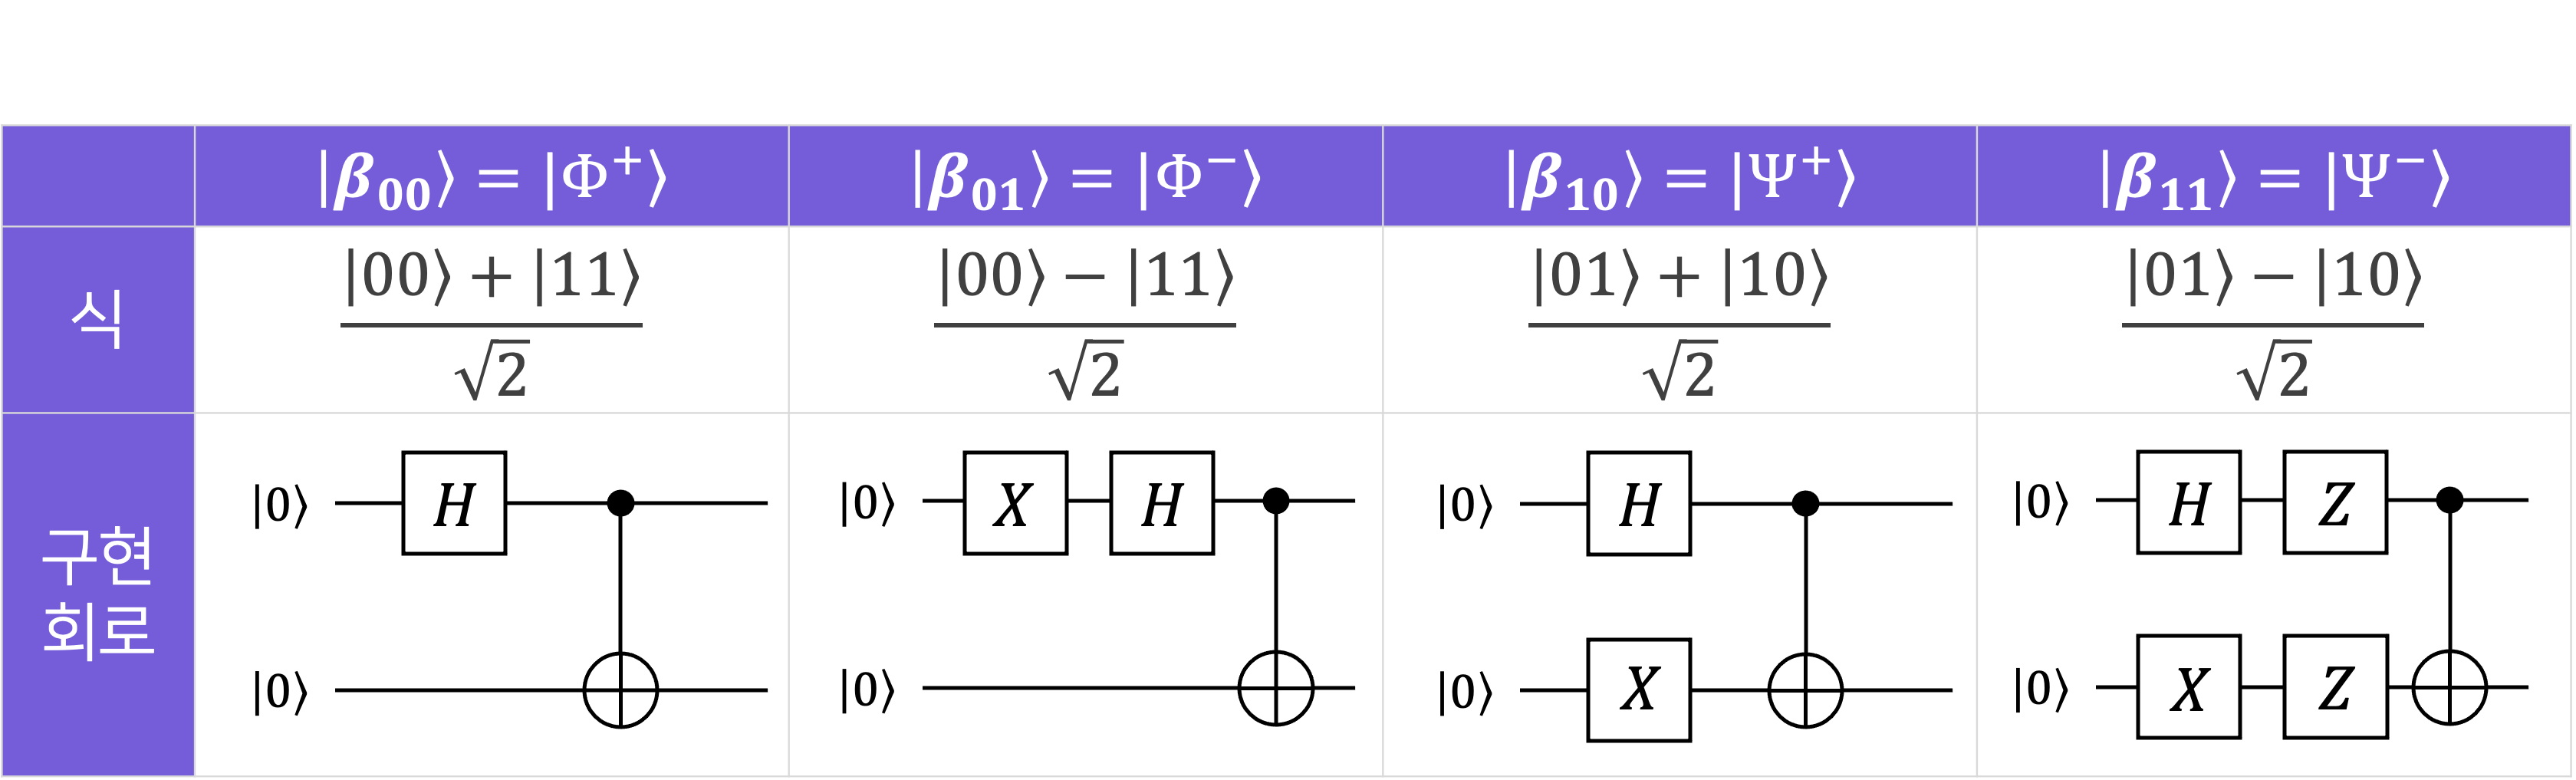 |β₀₀⟩ = |Φ⁺⟩ |β₀₁⟩ = |Φ⁻⟩ |β₁₀⟩ = |Ψ⁺⟩ |β₁₁⟩ = |Ψ⁻⟩
식
|00⟩ + |11⟩
√2
|00⟩ − |11⟩
√2
|01⟩ + |10⟩
√2
|01⟩ − |10⟩
√2
구현
회로
|0⟩ H
|0⟩
|0⟩ X H
|0⟩
|0⟩ H
|0⟩ X
|0⟩ H Z
|0⟩ X Z